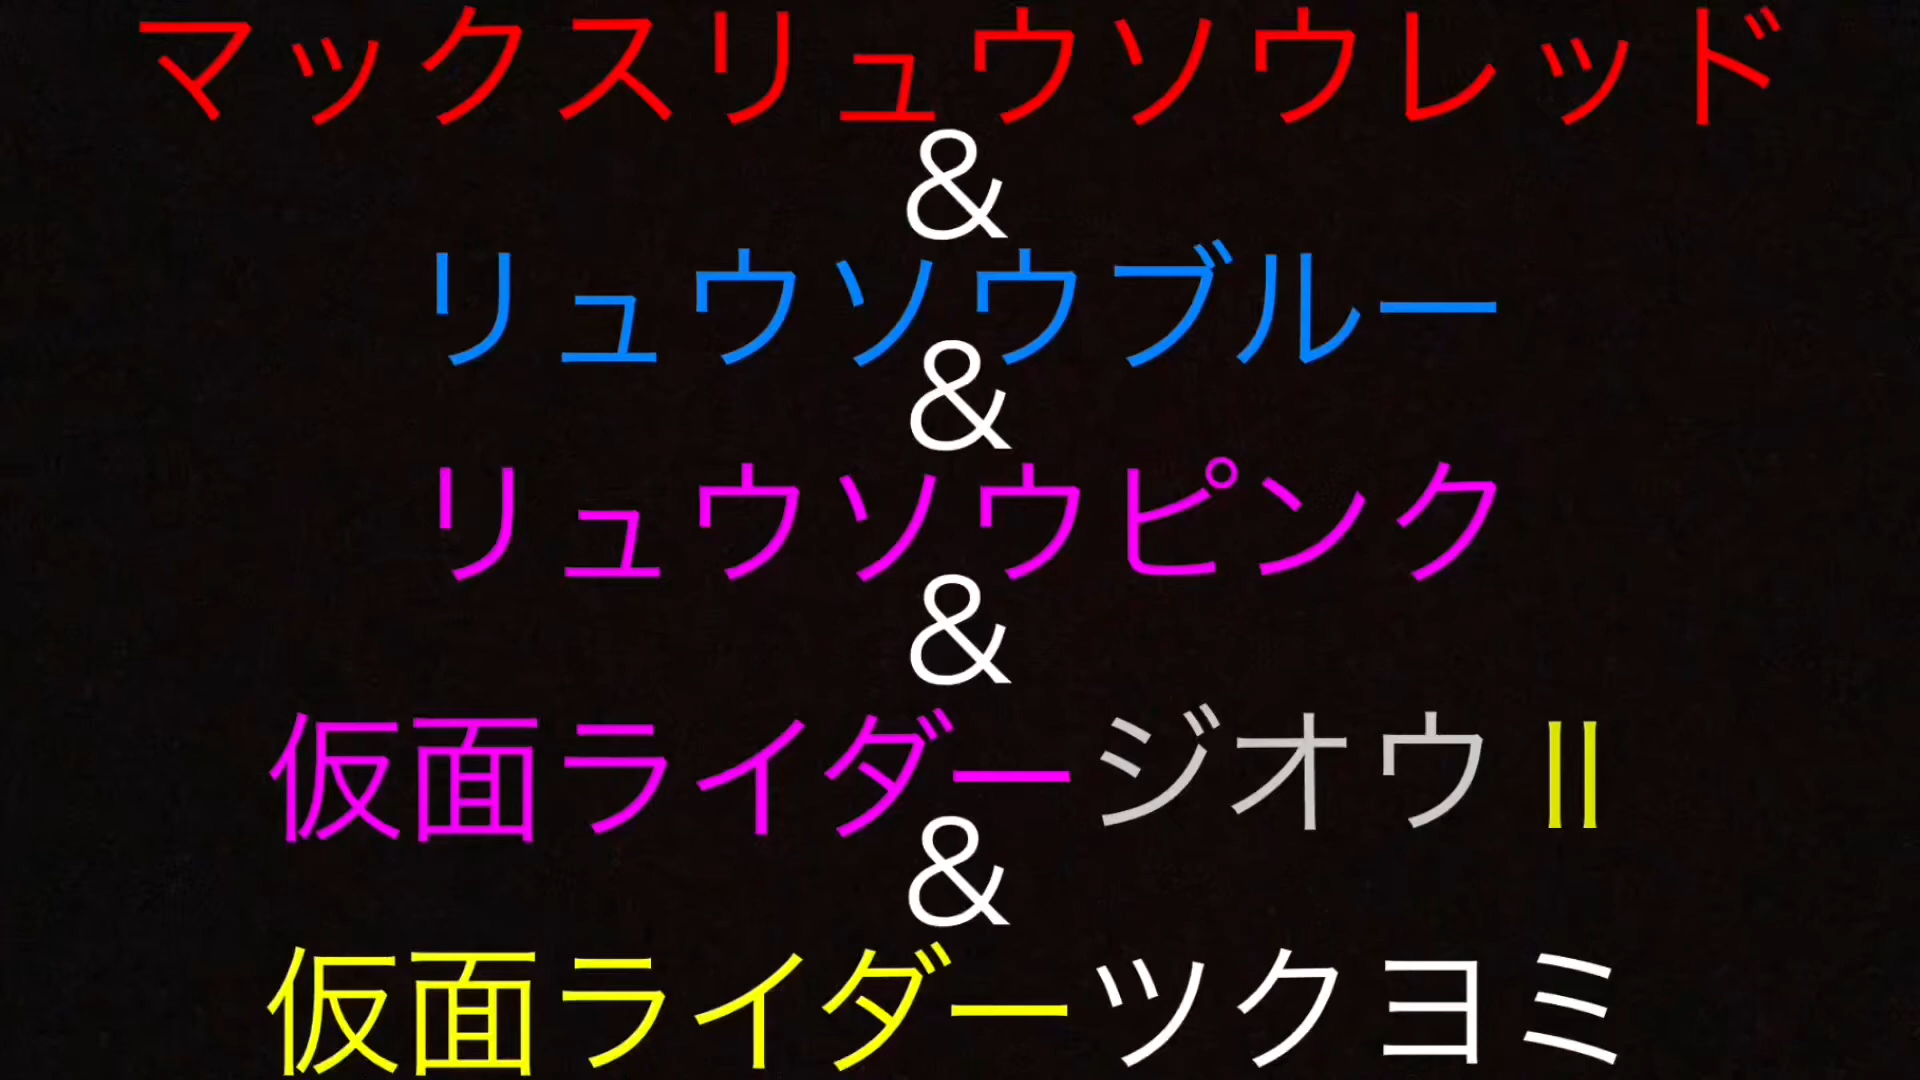 マックスリュウソウレッド
&
リュウソウブルー
&
リュウソウピンク
&
仮面ライダージオウⅡ
&
仮面ライダーツクヨミ